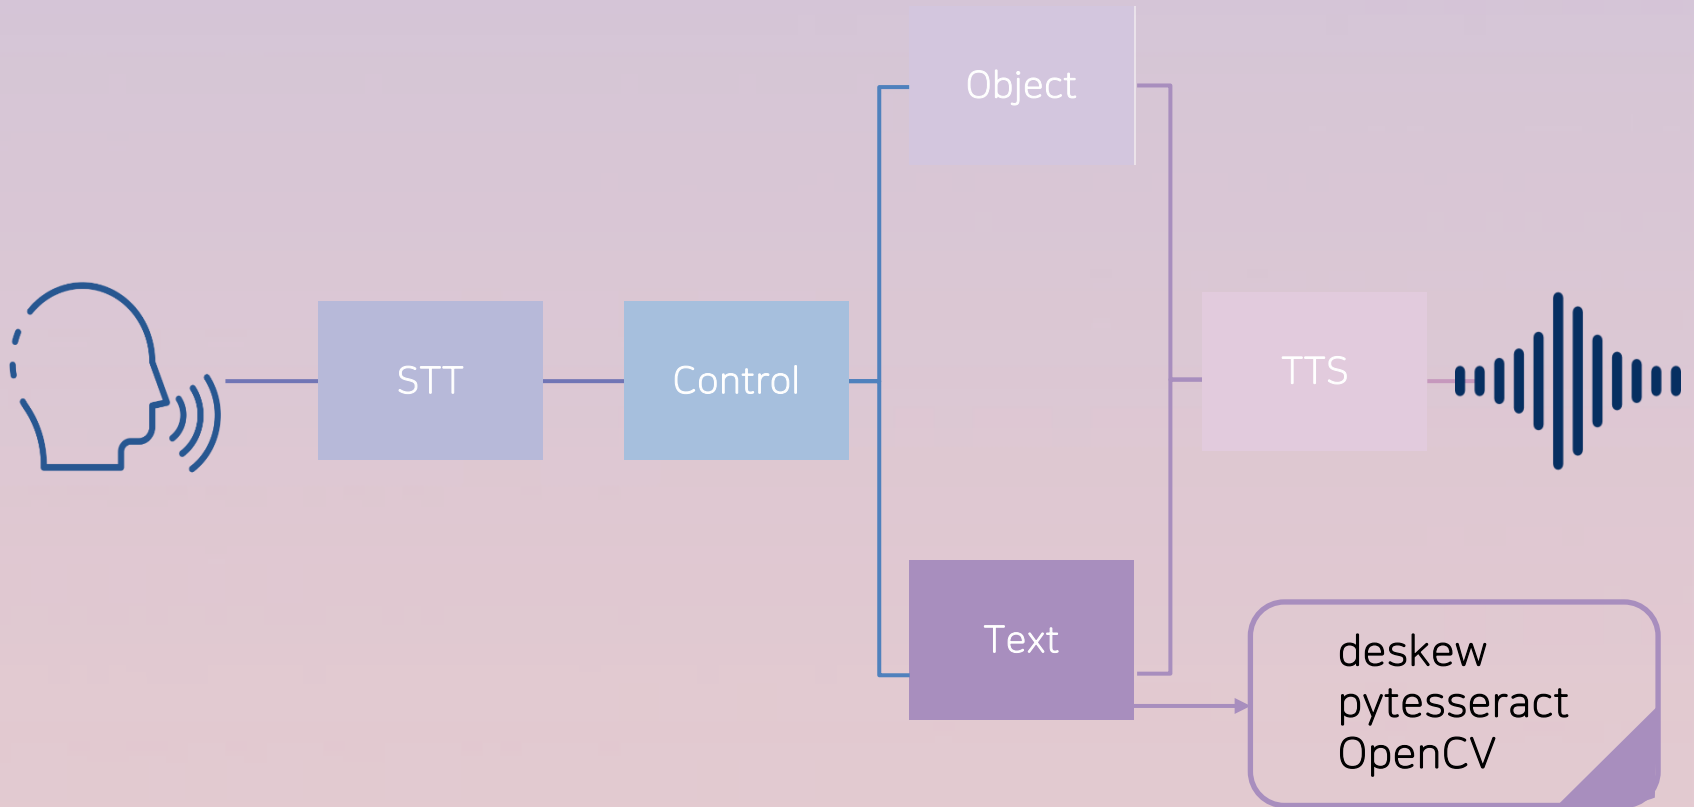 Object
STT
Control
TTS
Text
deskew
pytesseract
OpenCV